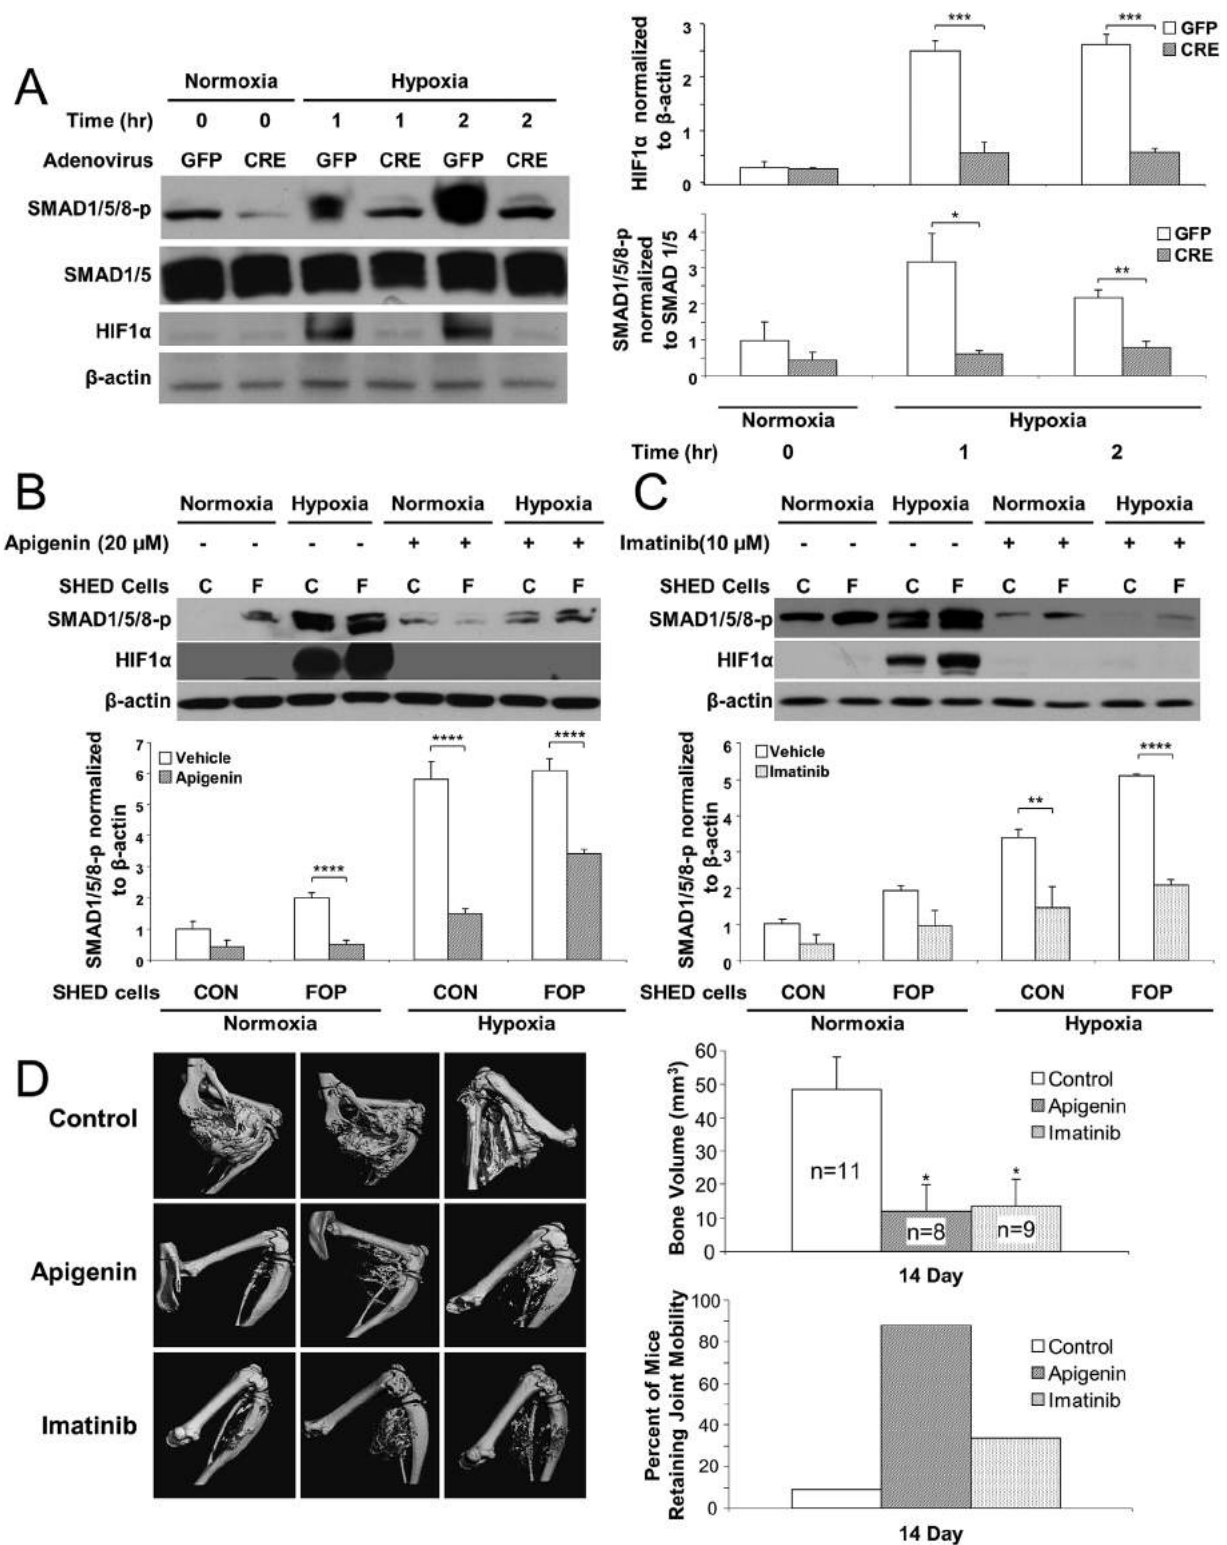 A
Normoxia Hypoxia
Time (hr) 0 0 1 1 2 2
Adenovirus GFP CRE GFP CRE GFP CRE
SMAD1/5/8-p
SMAD1/5
HIF1α
β-actin
HIF1α normalized
to β-actin
3
2
1
0
*** ***
GFP
CRE
SMAD1/5/8-p
normalized
to SMAD 1/5
4
3
2
1
0
* **
GFP
CRE
Normoxia Hypoxia
Time (hr) 0 1 2
B
Normoxia Hypoxia Normoxia Hypoxia
Apigenin (20 µM) - - - - + + + +
SHED Cells C F C F C F C F
SMAD1/5/8-p
HIF1α
β-actin
SMAD1/5/8-p normalized
to β-actin
7
6
5
4
3
2
1
0
Vehicle
Apigenin
**** **** ****
SHED cells CON FOP CON FOP
Normoxia Hypoxia
C
Normoxia Hypoxia Normoxia Hypoxia
Imatinib(10 µM) - - - - + + + +
SHED Cells C F C F C F C F
SMAD1/5/8-p
HIF1α
β-actin
SMAD1/5/8-p normalized
to β-actin
6
5
4
3
2
1
0
Vehicle
Imatinib
** ****
SHED cells CON FOP CON FOP
Normoxia Hypoxia
D
Control
Apigenin
Imatinib
Bone Volume (mm³)
60
50
40
30
20
10
0
n=11
* *
n=8 n=9
Control
Apigenin
Imatinib
14 Day
Percent of Mice
Retaining Joint Mobility
100
80
60
40
20
0
Control
Apigenin
Imatinib
14 Day